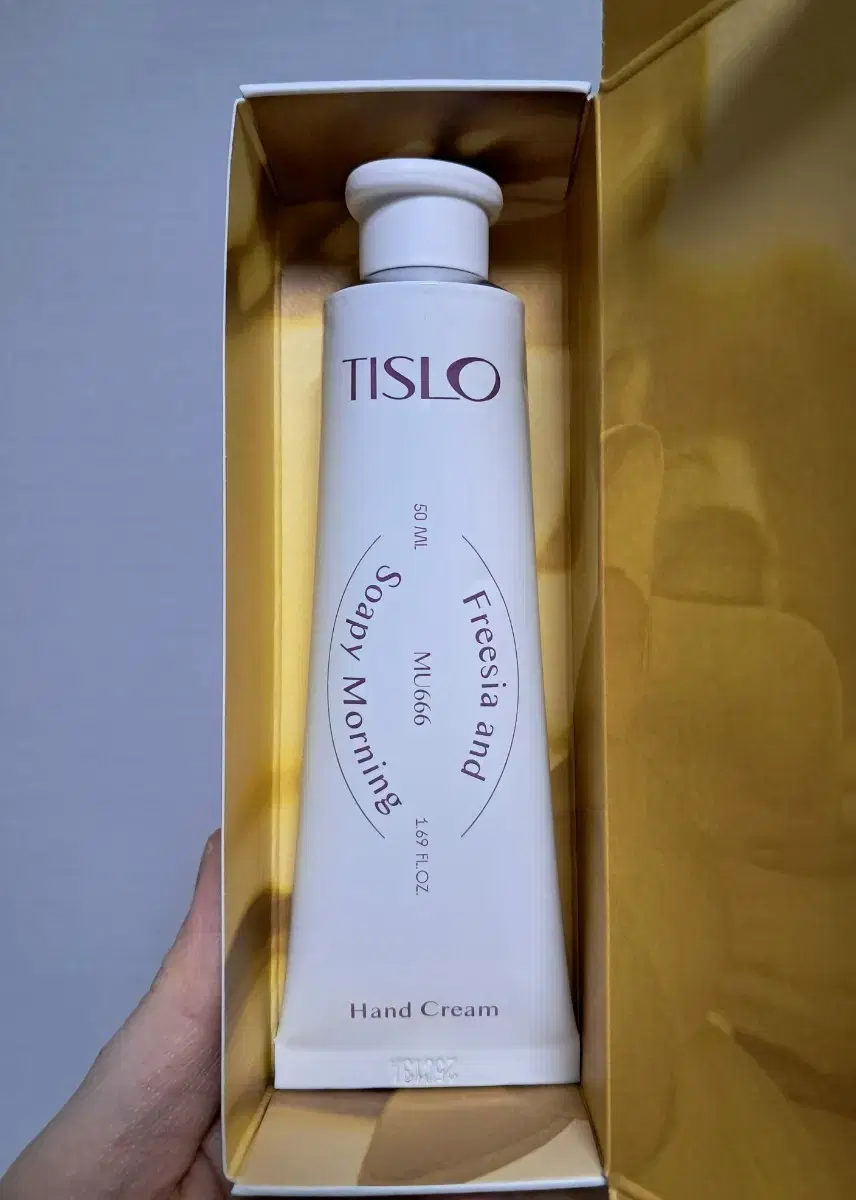 TISLO
50 ML
Freesia and
Soapy Morning
MU666
1.69 FL.OZ.
Hand Cream